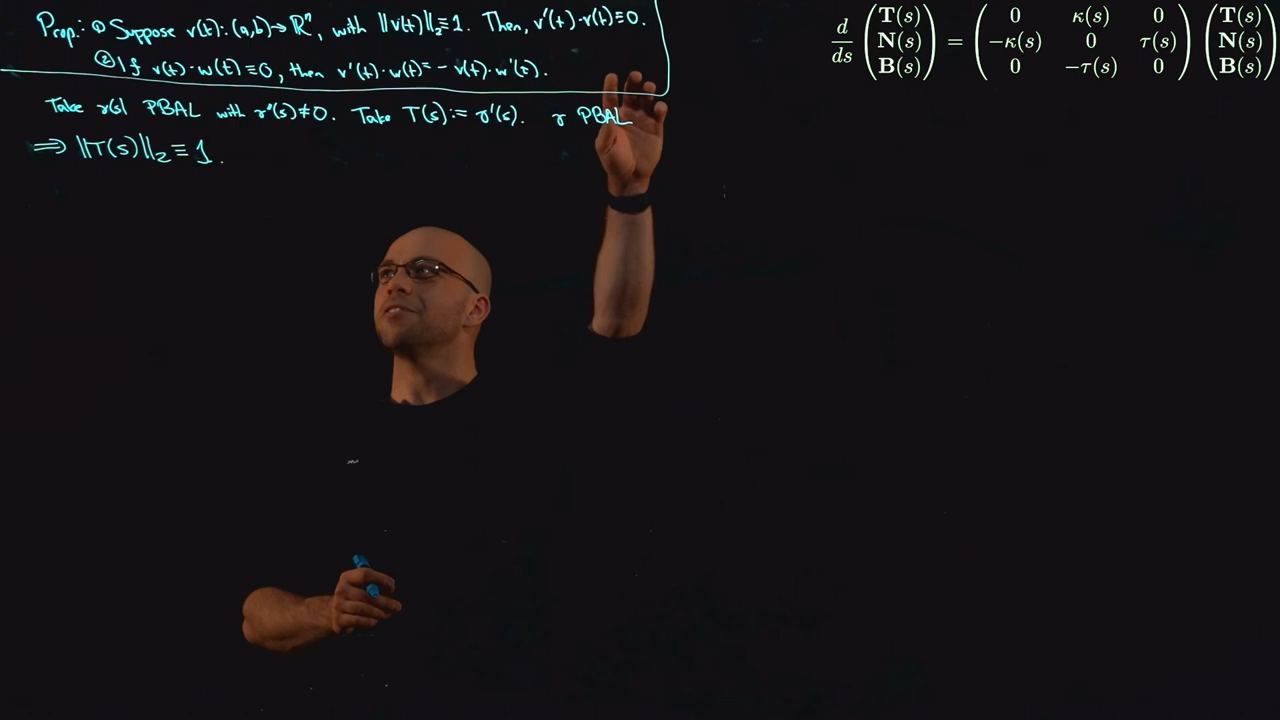 Prop.: ① Suppose v(t): (a,b)→ℝⁿ, with ‖v(t)‖₂≡1. Then, v'(t)·v(t)≡0.
② If v(t)·w(t)≡0, then v'(t)·w(t)=-v(t)·w'(t).
Take γ(s) PBAL with γ''(s)≠0. Take T(s):=γ'(s). γ PBAL
⟹ ‖T(s)‖₂≡1.
d/ds (T(s) N(s) B(s)) = (0 κ(s) 0 −κ(s) 0 τ(s) 0 −τ(s) 0) (T(s) N(s) B(s))